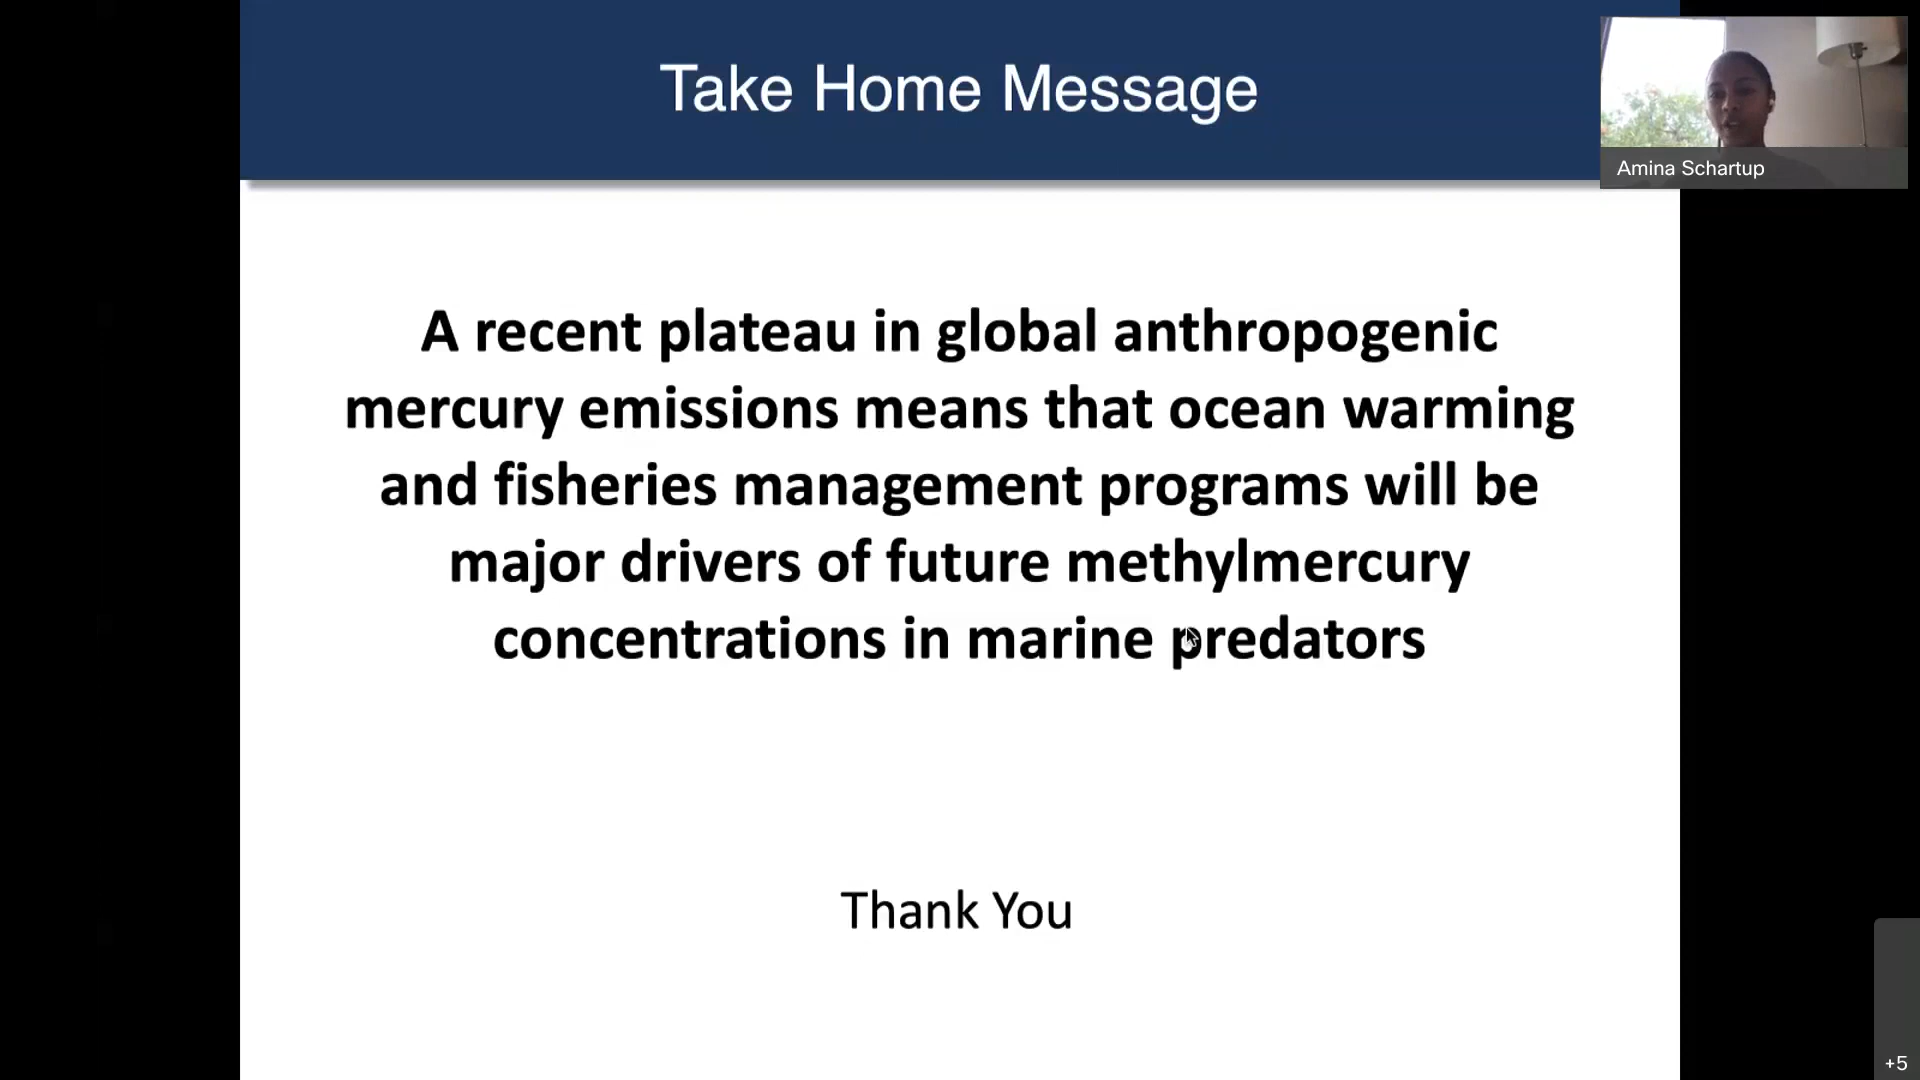 Take Home Message
Amina Schartup
A recent plateau in global anthropogenic
mercury emissions means that ocean warming
and fisheries management programs will be
major drivers of future methylmercury
concentrations in marine predators
Thank You
+5